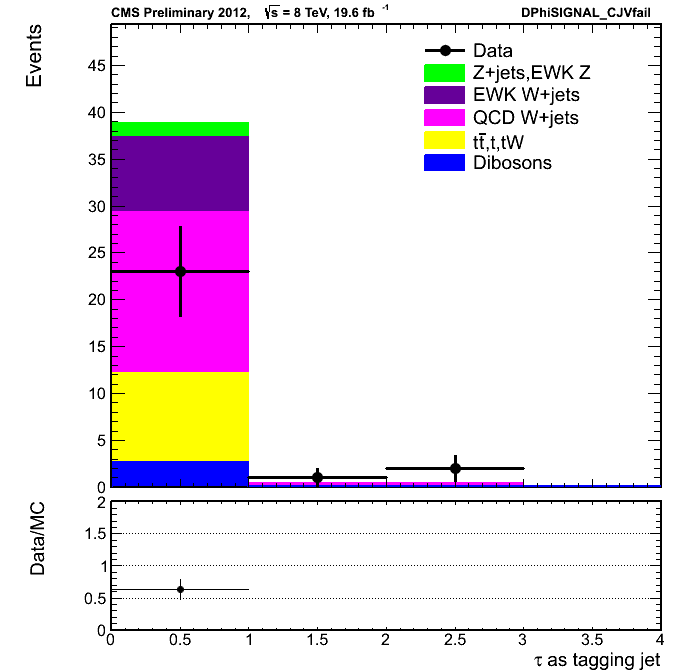 CMS Preliminary 2012, √s = 8 TeV, 19.6 fb⁻¹ DPhiSIGNAL_CJVfail
Events
45
40
35
30
25
20
15
10
5
0
Data
Z+jets,EWK Z
EWK W+jets
QCD W+jets
tt̅,t,tW
Dibosons
Data/MC
2
1.5
1
0.5
0
0 0.5 1 1.5 2 2.5 3 3.5 4
τ as tagging jet